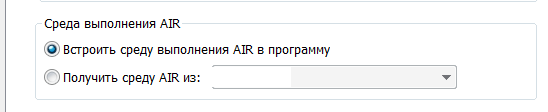 Среда выполнения AIR
Встроить среду выполнения AIR в программу
Получить среду AIR из: